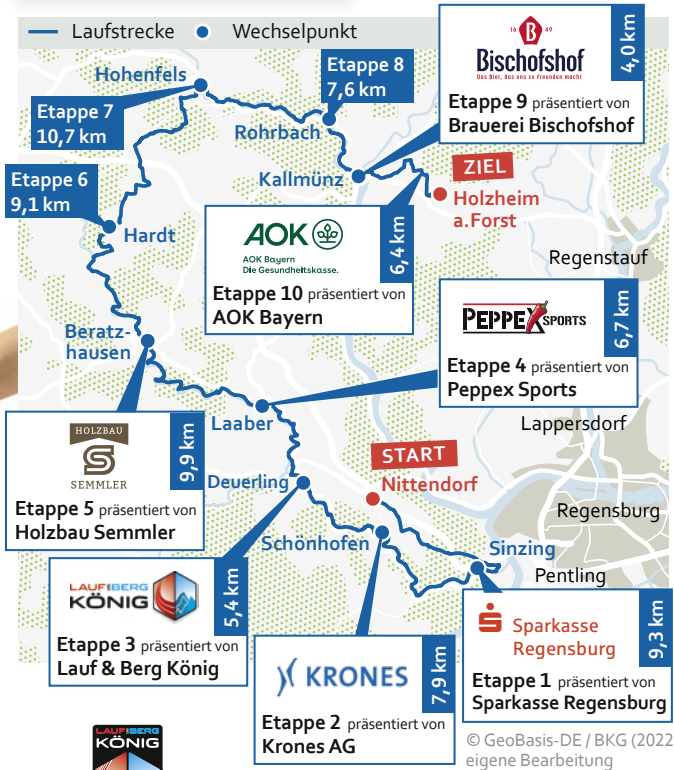 Laufstrecke Wechselpunkt
16 49
B
Bischofshof
Das Bier, das uns zu Freunden macht
4,0 km
Etappe 9 präsentiert von
Brauerei Bischofshof
Hohenfels
Etappe 8
7,6 km
Etappe 7
10,7 km
Rohrbach
Kallmünz
ZIEL
Holzheim
a.Forst
Etappe 6
9,1 km
Hardt
AOK
AOK Bayern
Die Gesundheitskasse.
6,4 km
Etappe 10 präsentiert von
AOK Bayern
Regenstauf
PEPPEX SPORTS
6,7 km
Etappe 4 präsentiert von
Peppex Sports
Beratz-
hausen
Laaber
Lappersdorf
HOLZBAU
S
SEMMLER
9,9 km
Etappe 5 präsentiert von
Holzbau Semmler
START
Nittendorf
Deuerling
Regensburg
Schönhofen
Sinzing
Pentling
LAUF!BERG
KÖNIG
5,4 km
Etappe 3 präsentiert von
Lauf & Berg König
KRONES
7,9 km
Etappe 2 präsentiert von
Krones AG
S Sparkasse
Regensburg
9,3 km
Etappe 1 präsentiert von
Sparkasse Regensburg
© GeoBasis-DE / BKG (2022
eigene Bearbeitung
LAUF!BERG
KÖNIG